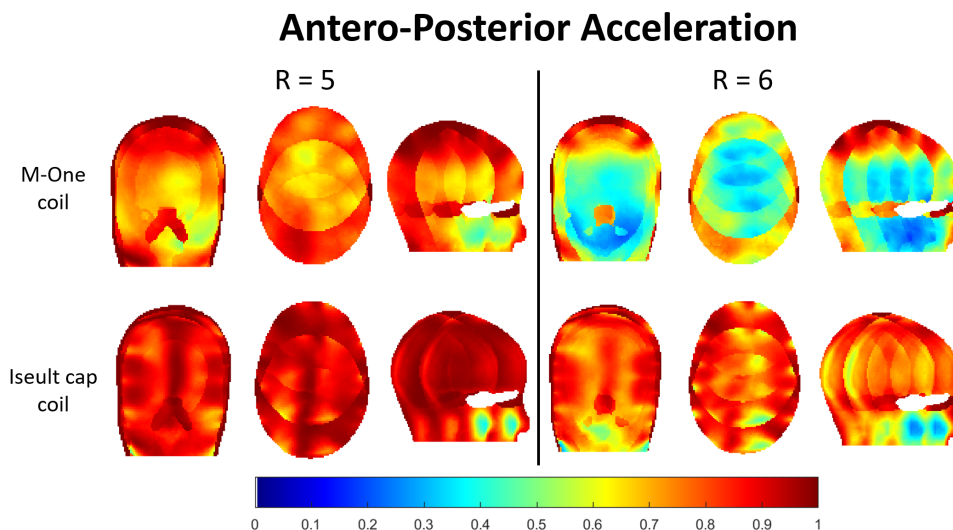 Antero-Posterior Acceleration
R = 5
R = 6
M-One
coil
Iseult cap
coil
0 0.1 0.2 0.3 0.4 0.5 0.6 0.7 0.8 0.9 1